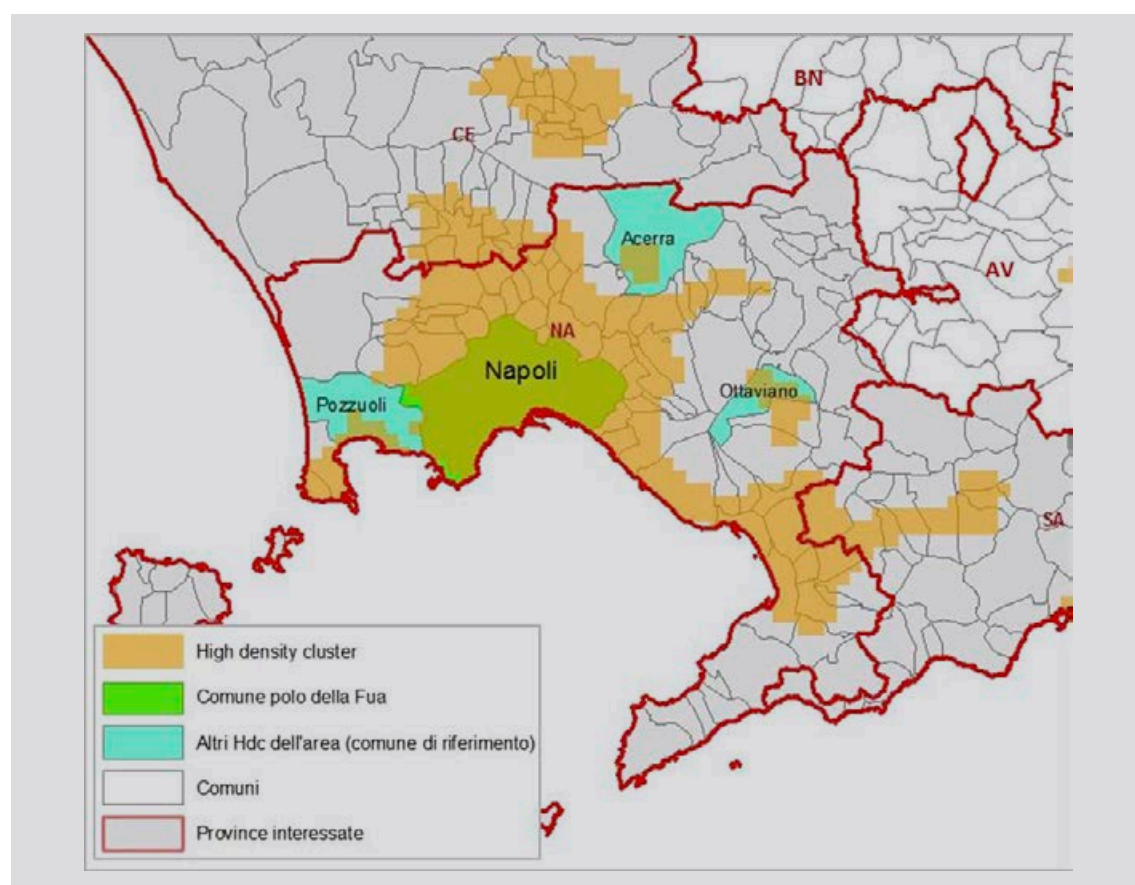 BN
CE
Acerra
AV
NA
Napoli
Ottaviano
Pozzuoli
SA
High density cluster
Comune polo della Fua
Altri Hdc dell'area (comune di riferimento)
Comuni
Province interessate